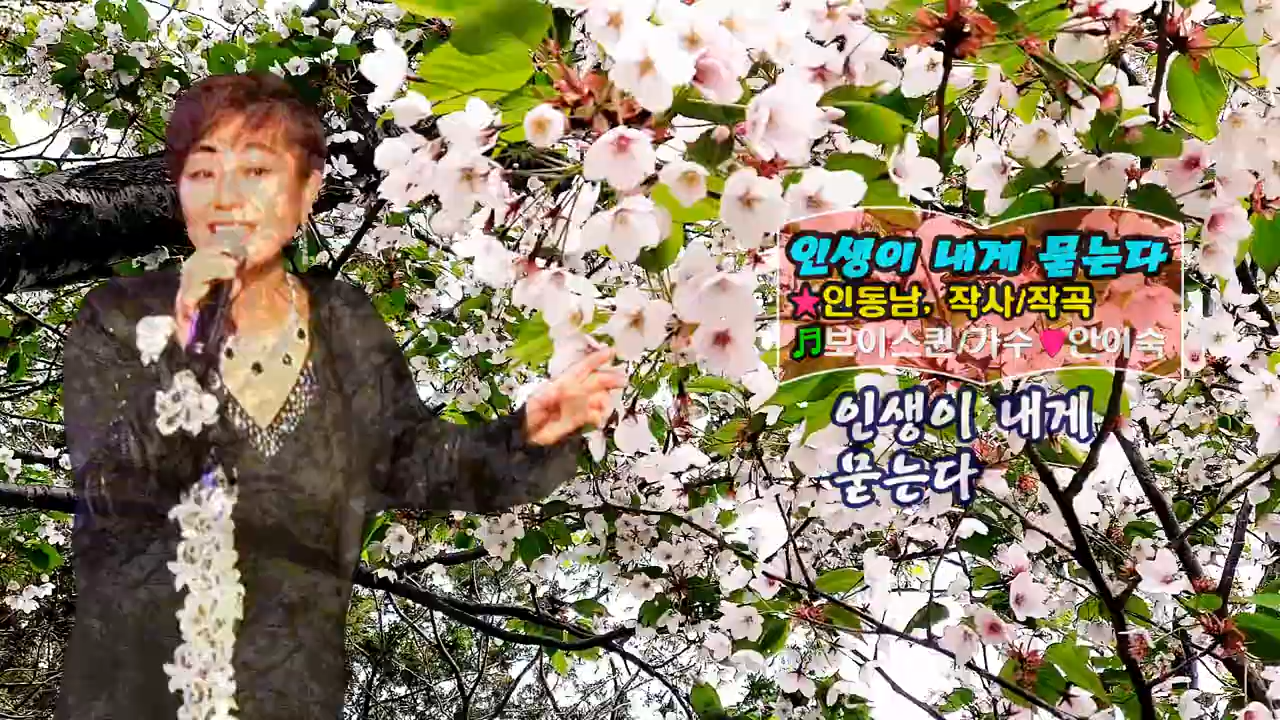 인생이 내게 묻는다
★인동남, 작사/작곡
🎵보이스퀸/가수♥안이숙
인생이 내게
묻는다